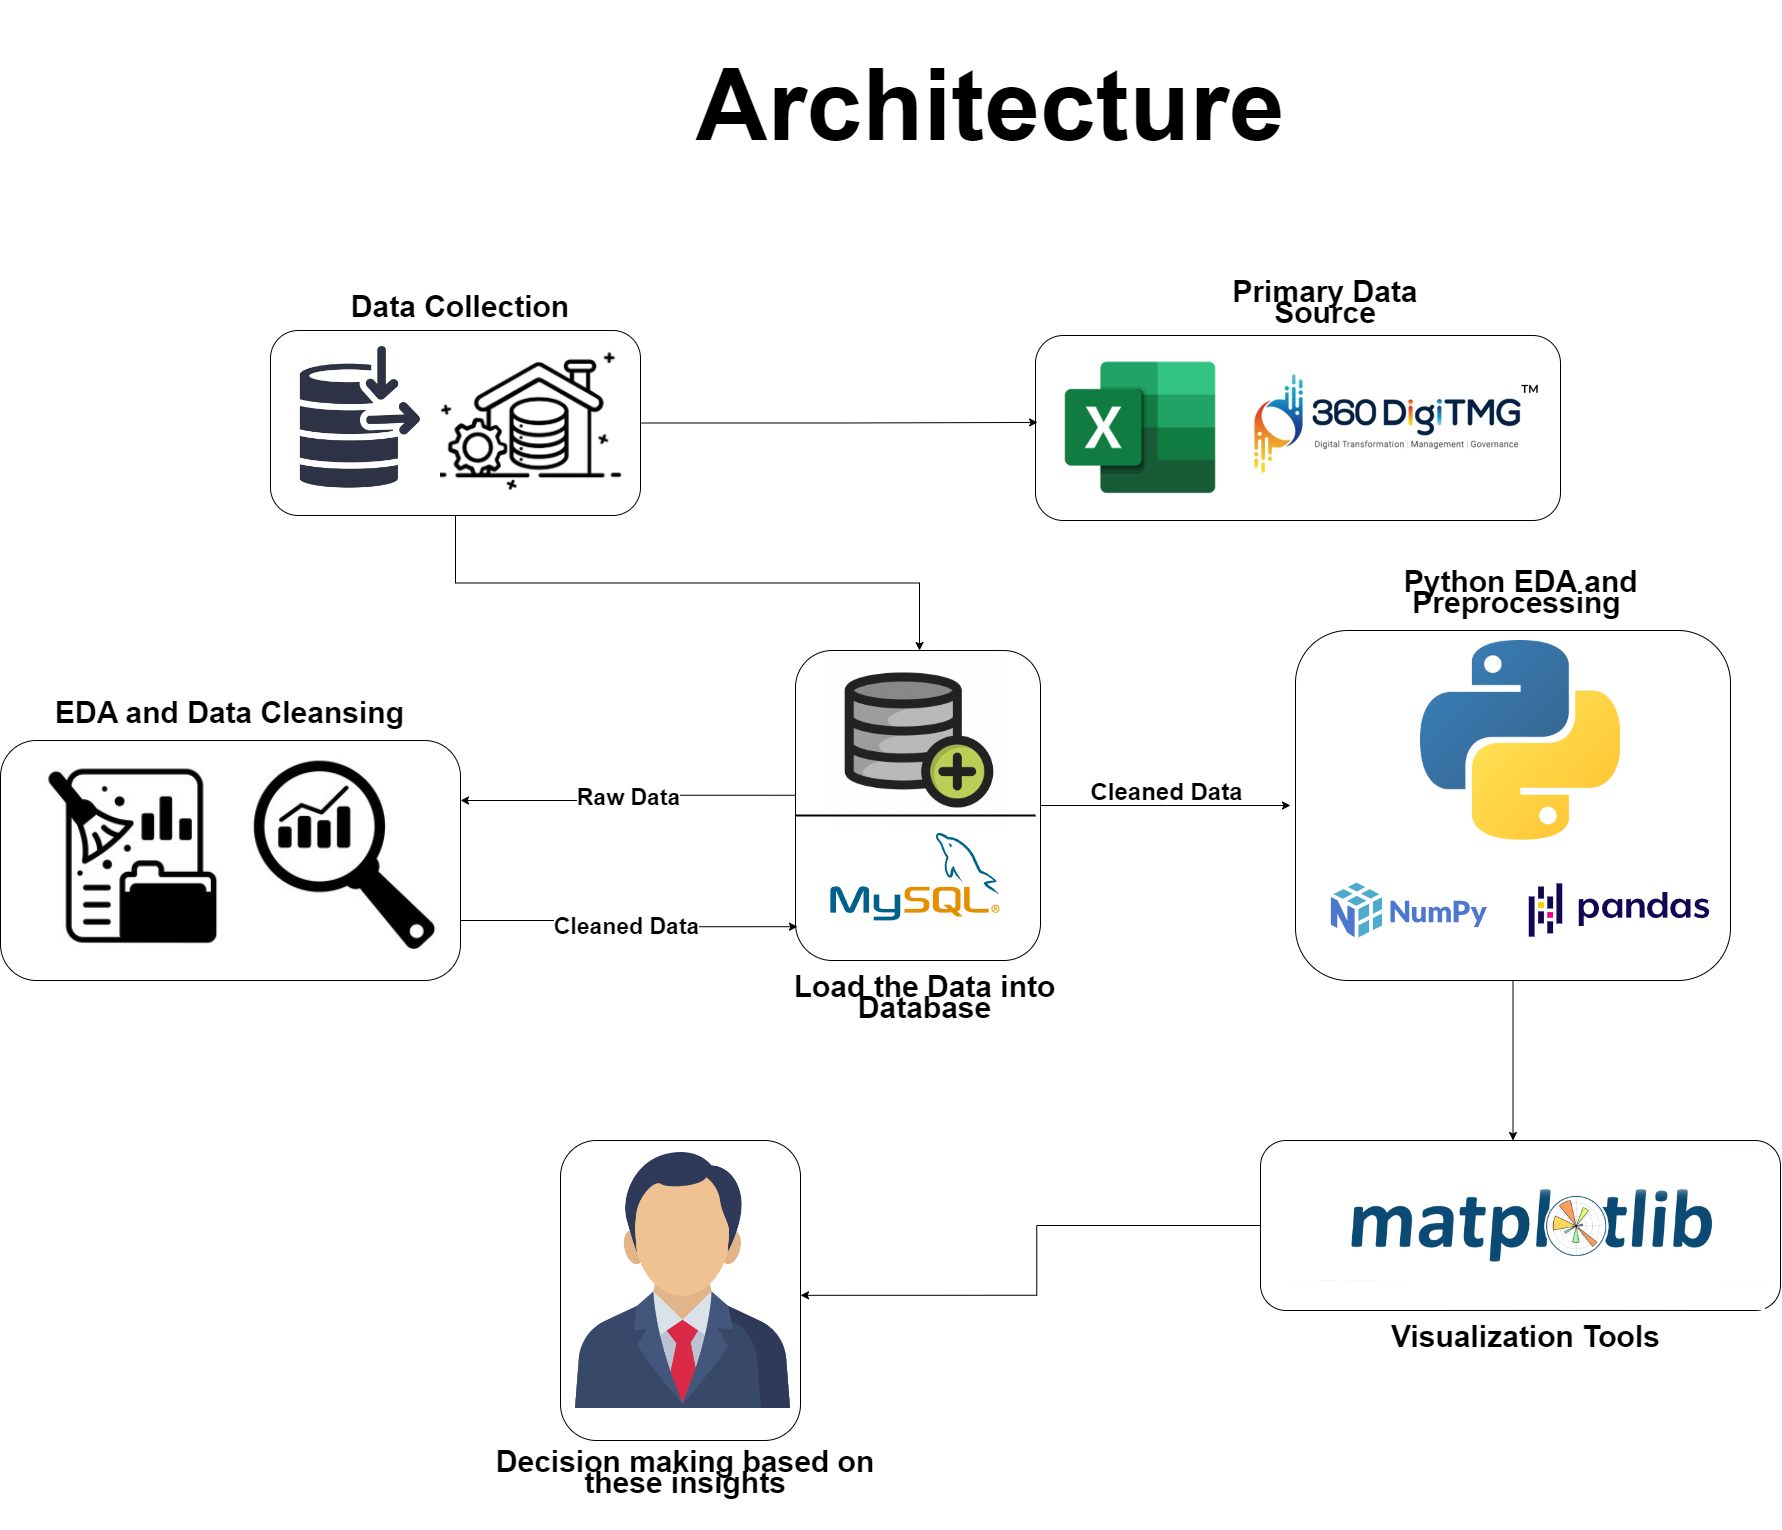 Architecture
Data Collection
Primary Data
Source
X
360 DigiTMG™
Digital Transformation | Management | Governance
Python EDA and
Preprocessing
EDA and Data Cleansing
Raw Data
Cleaned Data
Cleaned Data
MySQL®
Load the Data into
Database
NumPy
pandas
matplotlib
Visualization Tools
Decision making based on
these insights